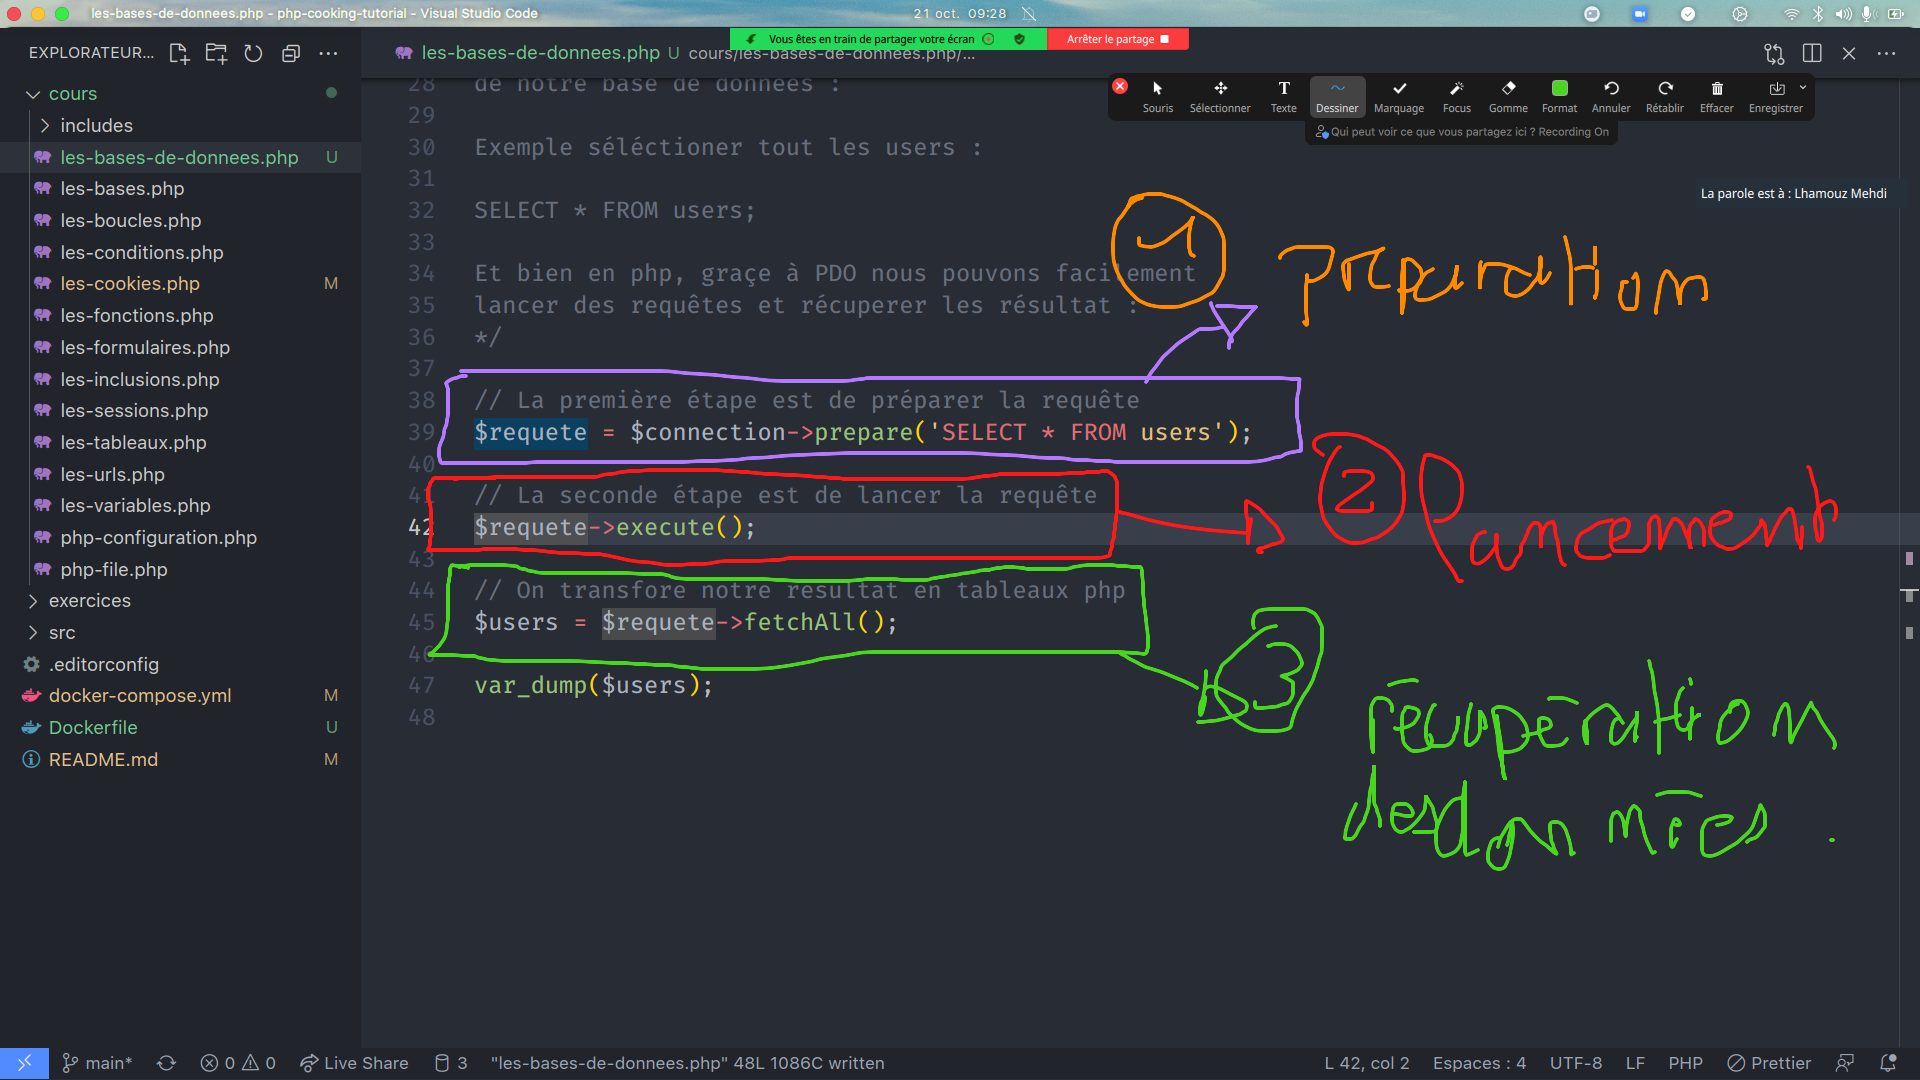 les-bases-de-donnees.php - php-cooking-tutorial - Visual Studio Code
21 oct. 09:28
Vous êtes en train de partager votre écran
Arrêter le partage
EXPLORATEUR...
les-bases-de-donnees.php U cours/les-bases-de-donnees.php/...
Souris
Sélectionner
Texte
Dessiner
Marquage
Focus
Gomme
Format
Annuler
Rétablir
Effacer
Enregistrer
Qui peut voir ce que vous partagez ici ? Recording On
La parole est à : Lhamouz Mehdi
cours
includes
les-bases-de-donnees.php U
les-bases.php
les-boucles.php
les-conditions.php
les-cookies.php M
les-fonctions.php
les-formulaires.php
les-inclusions.php
les-sessions.php
les-tableaux.php
les-urls.php
les-variables.php
php-configuration.php
php-file.php
exercices
src
.editorconfig
docker-compose.yml M
Dockerfile U
README.md M
28 de notre base de données :
29
30 Exemple séléctioner tout les users :
31
32 SELECT * FROM users;
33
34 Et bien en php, graçe à PDO nous pouvons facilement
35 lancer des requêtes et récuperer les résultat :
36 */
37
38 // La première étape est de préparer la requête
39 $requete = $connection->prepare('SELECT * FROM users');
40
41 // La seconde étape est de lancer la requête
42 $requete->execute();
43
44 // On transfore notre resultat en tableaux php
45 $users = $requete->fetchAll();
46
47 var_dump($users);
48
1 Preparation
2 Lancement
3 récupération
des données.
main*
0 0
Live Share
3
"les-bases-de-donnees.php" 48L 1086C written
L 42, col 2
Espaces : 4
UTF-8
LF
PHP
Prettier